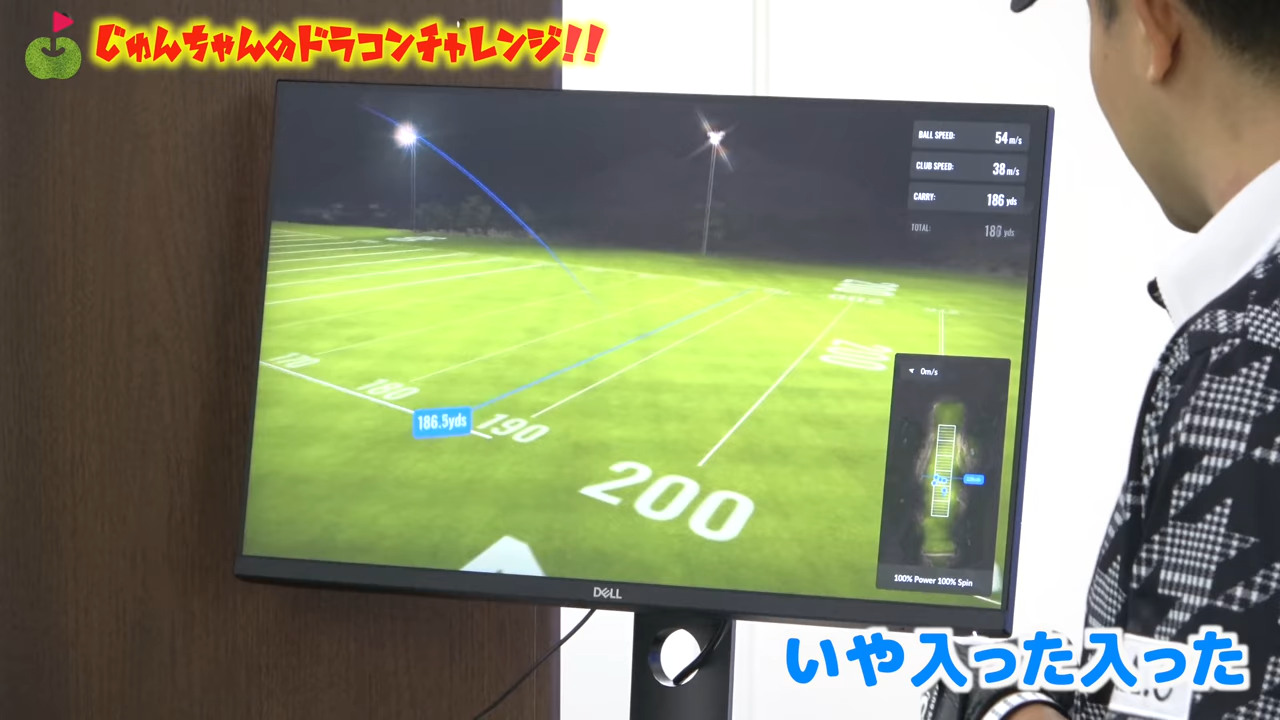 じゅんちゃんのドラコンチャレンジ!!
BALL SPEED: 54 m/s
CLUB SPEED: 38 m/s
CARRY: 186 yds
TOTAL: yds
170
180
186.5yds
190
200
200
0m/s
100% Power 100% Spin
DELL
いや入った入った